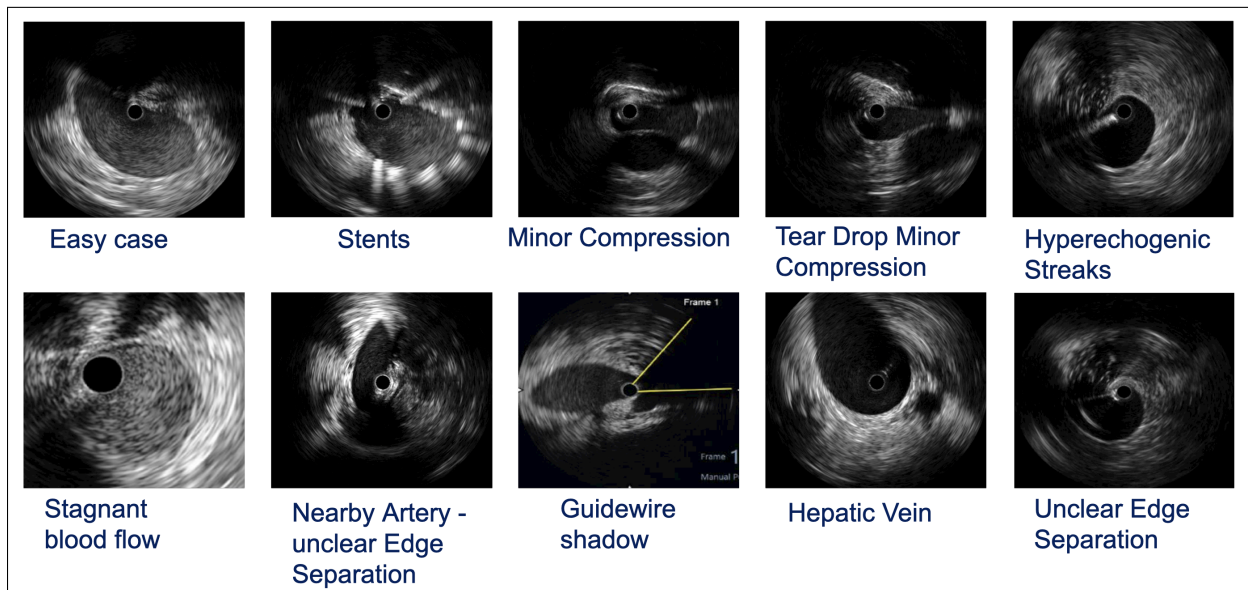 Easy case
Stents
Minor Compression
Tear Drop Minor
Compression
Hyperechogenic
Streaks
Frame 1
Frame 1
Manual
Stagnant
blood flow
Nearby Artery -
unclear Edge
Separation
Guidewire
shadow
Hepatic Vein
Unclear Edge
Separation